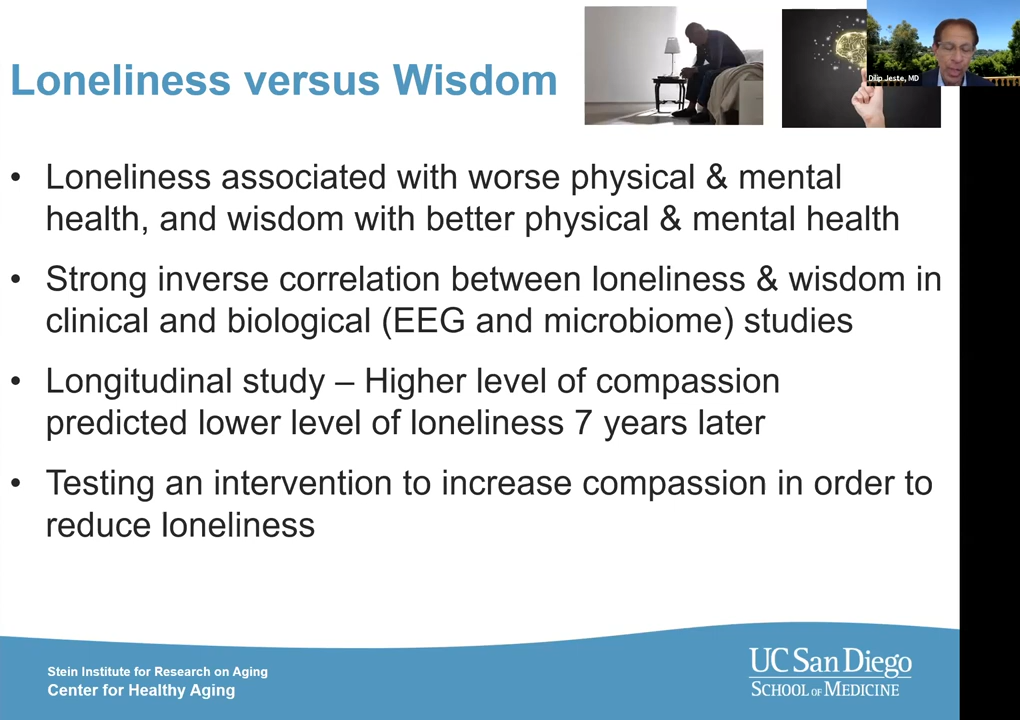 Loneliness versus Wisdom
Dilip Jeste, MD
• Loneliness associated with worse physical & mental
health, and wisdom with better physical & mental health
• Strong inverse correlation between loneliness & wisdom in
clinical and biological (EEG and microbiome) studies
• Longitudinal study – Higher level of compassion
predicted lower level of loneliness 7 years later
• Testing an intervention to increase compassion in order to
reduce loneliness
Stein Institute for Research on Aging
Center for Healthy Aging
UC San Diego
SCHOOL OF MEDICINE